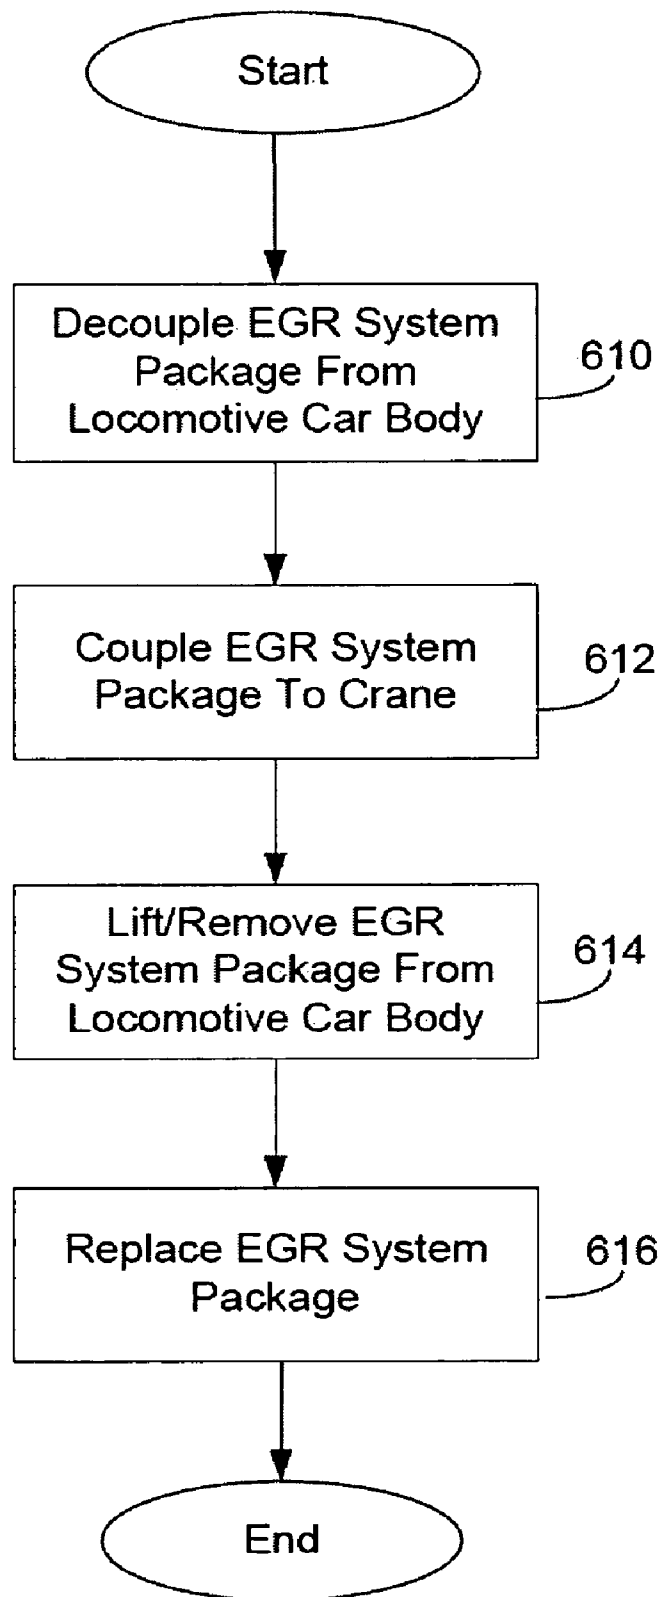 Start
Decouple EGR System
Package From
Locomotive Car Body
610
Couple EGR System
Package To Crane
612
Lift/Remove EGR
System Package From
Locomotive Car Body
614
Replace EGR System
Package
616
End